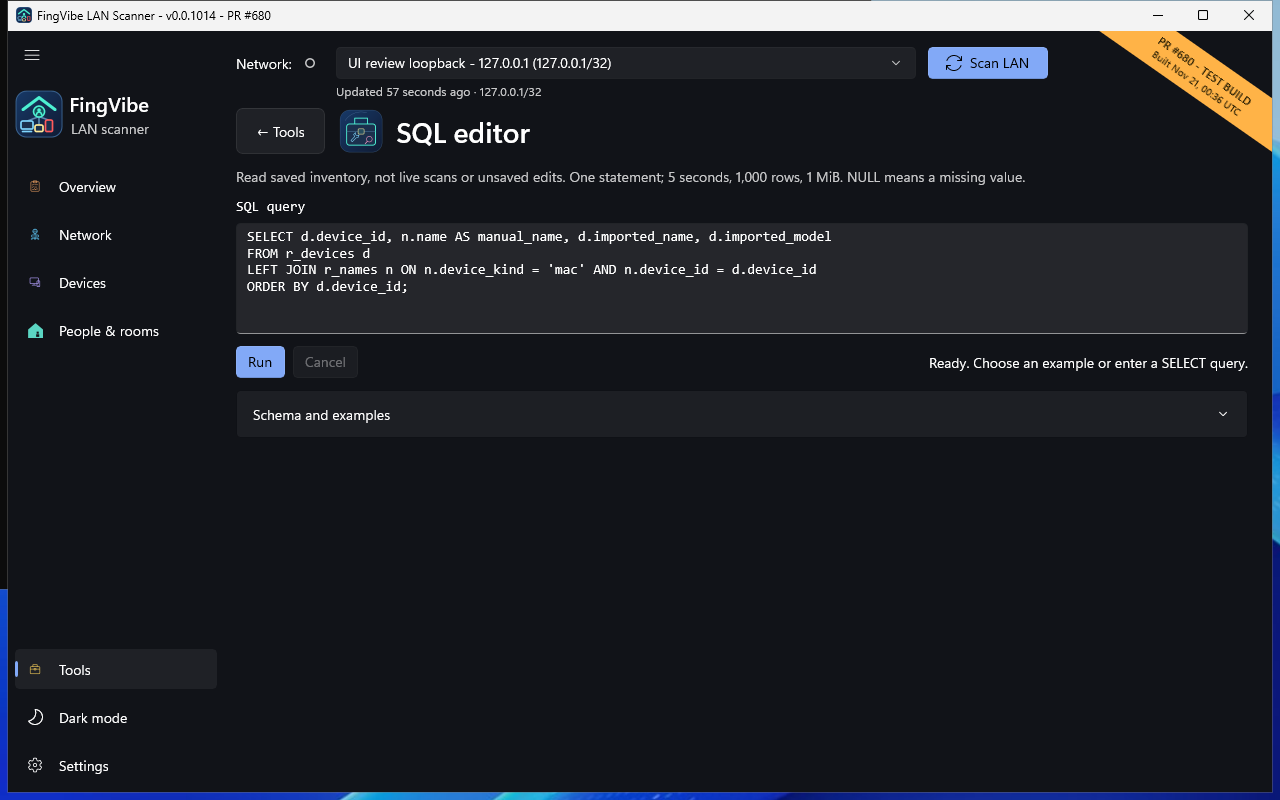 FingVibe LAN Scanner - v0.0.1014 - PR #680
Network:
UI review loopback - 127.0.0.1 (127.0.0.1/32)
Scan LAN
Updated 57 seconds ago · 127.0.0.1/32
PR #680 - TEST BUILD
Built Nov 21, 00:36 UTC
FingVibe
LAN scanner
← Tools
SQL editor
Read saved inventory, not live scans or unsaved edits. One statement; 5 seconds, 1,000 rows, 1 MiB. NULL means a missing value.
SQL query
SELECT d.device_id, n.name AS manual_name, d.imported_name, d.imported_model
FROM r_devices d
LEFT JOIN r_names n ON n.device_kind = 'mac' AND n.device_id = d.device_id
ORDER BY d.device_id;
Run
Cancel
Ready. Choose an example or enter a SELECT query.
Schema and examples
Overview
Network
Devices
People & rooms
Tools
Dark mode
Settings